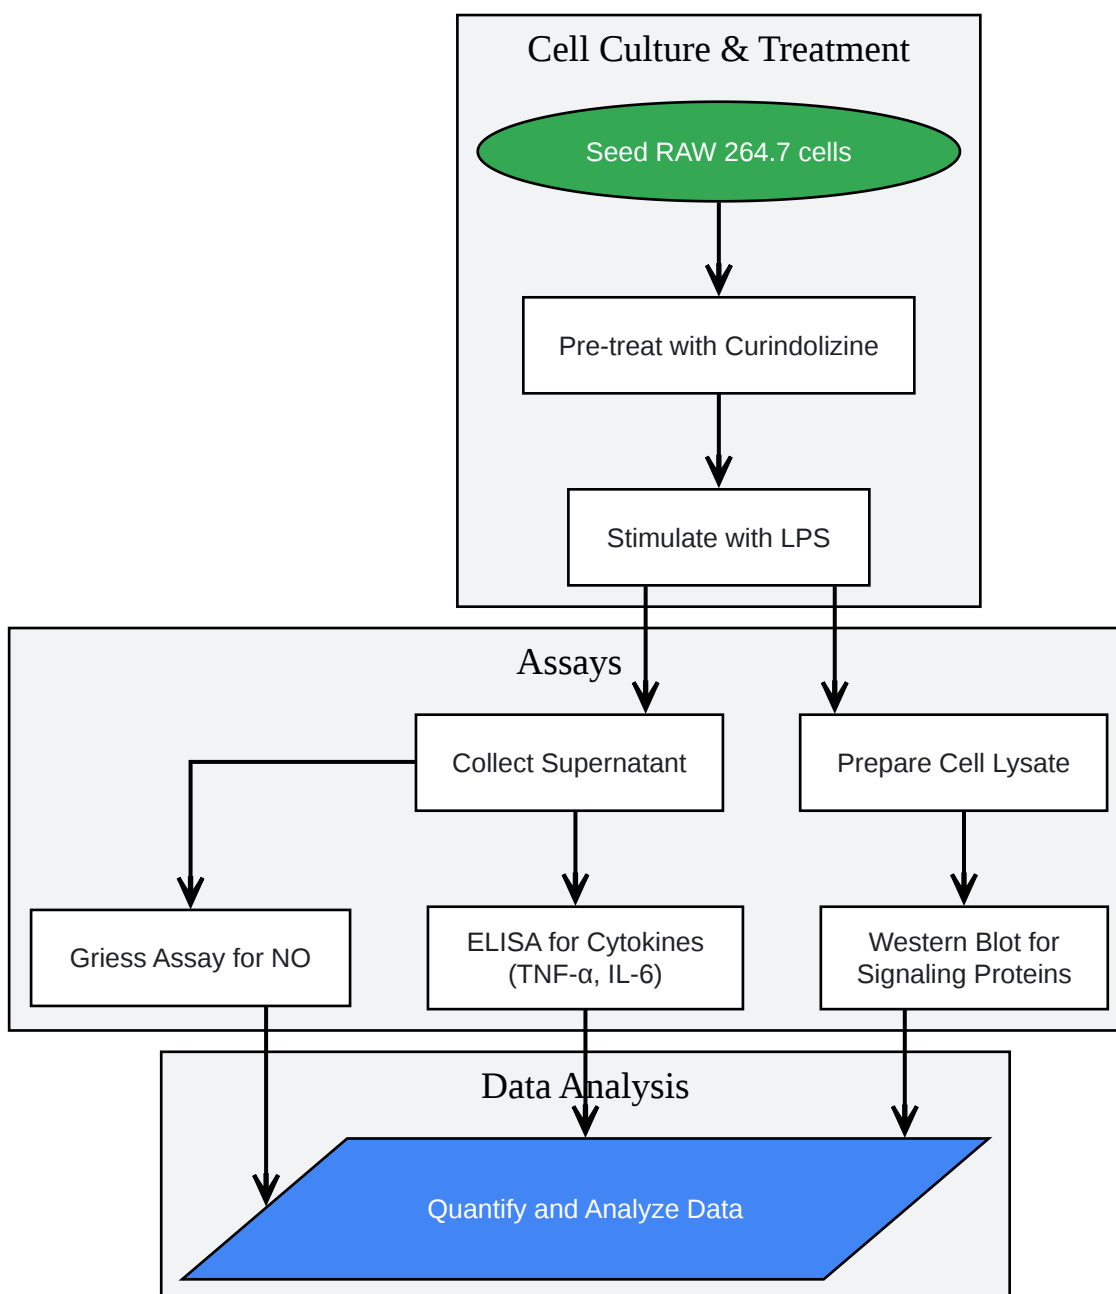 Cell Culture & Treatment
Seed RAW 264.7 cells
Pre-treat with Curindolizine
Stimulate with LPS
Assays
Collect Supernatant
Prepare Cell Lysate
Griess Assay for NO
ELISA for Cytokines
(TNF-α, IL-6)
Western Blot for
Signaling Proteins
Data Analysis
Quantify and Analyze Data